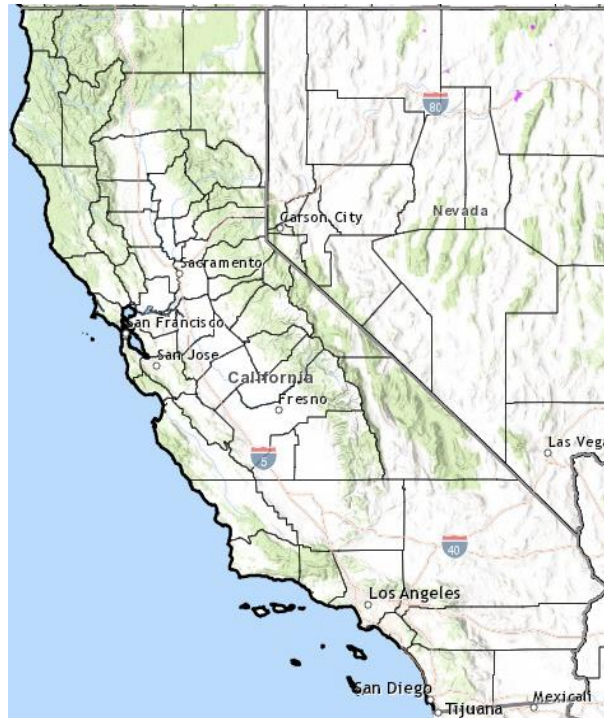 80
Carson City
Nevada
Sacramento
San Francisco
San Jose
California
Fresno
Las Vega
5
40
Los Angeles
San Diego
Tijuana
Mexicali